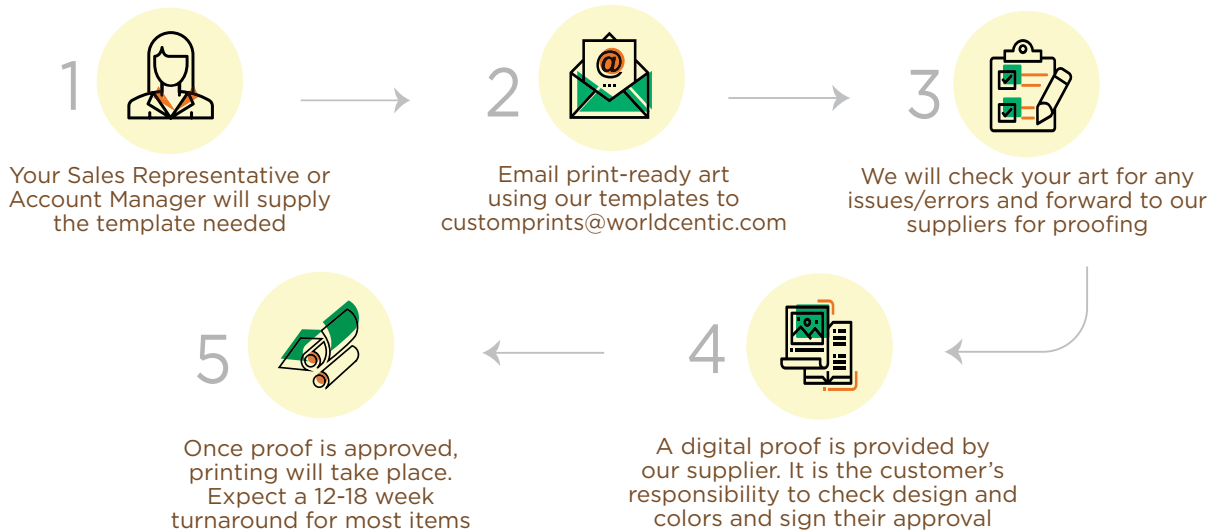 1
Your Sales Representative or
Account Manager will supply
the template needed
2
@
Email print-ready art
using our templates to
customprints@worldcentic.com
3
We will check your art for any
issues/errors and forward to our
suppliers for proofing
4
A digital proof is provided by
our supplier. It is the customer’s
responsibility to check design and
colors and sign their approval
5
Once proof is approved,
printing will take place.
Expect a 12-18 week
turnaround for most items